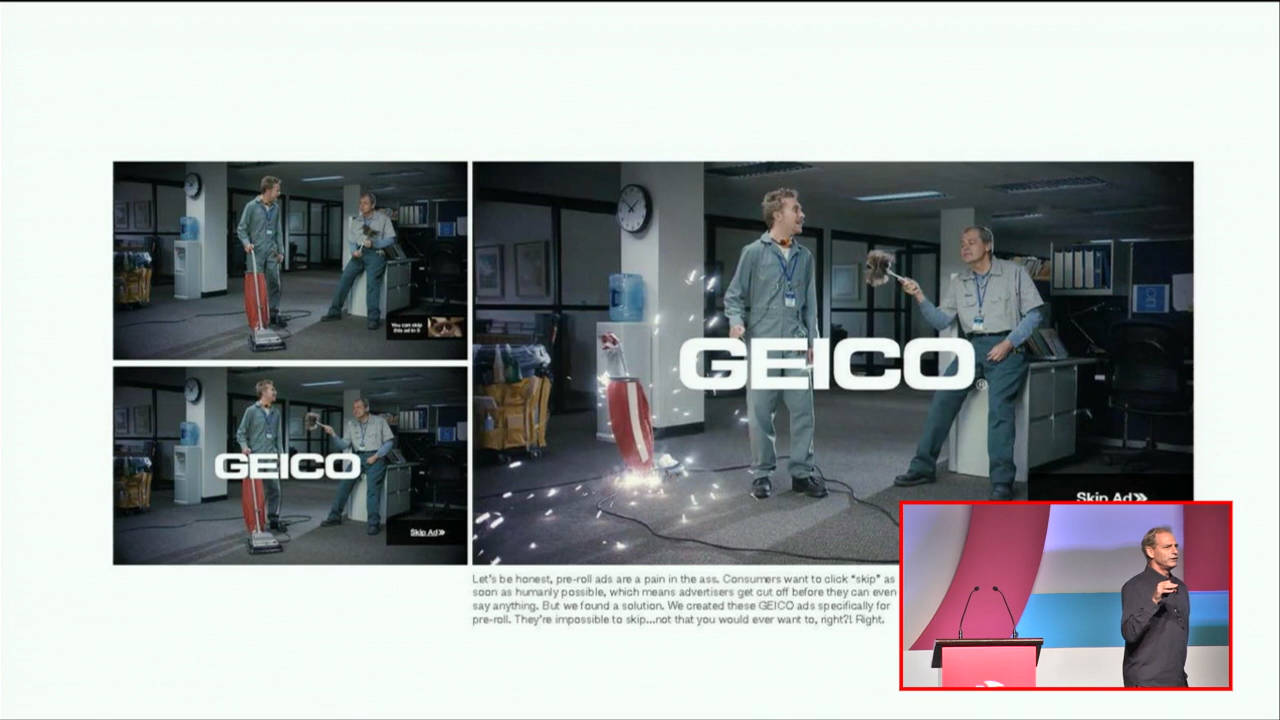 You can skip
this ad in 5
GEICO
Skip Ad
GEICO®
Skip Ad
Let's be honest, pre-roll ads are a pain in the ass. Consumers want to click "skip" as
soon as humanly possible, which means advertisers get cut off before they can even
say anything. But we found a solution. We created these GEICO ads specifically for
pre-roll. They're impossible to skip...not that you would ever want to, right?! Right.